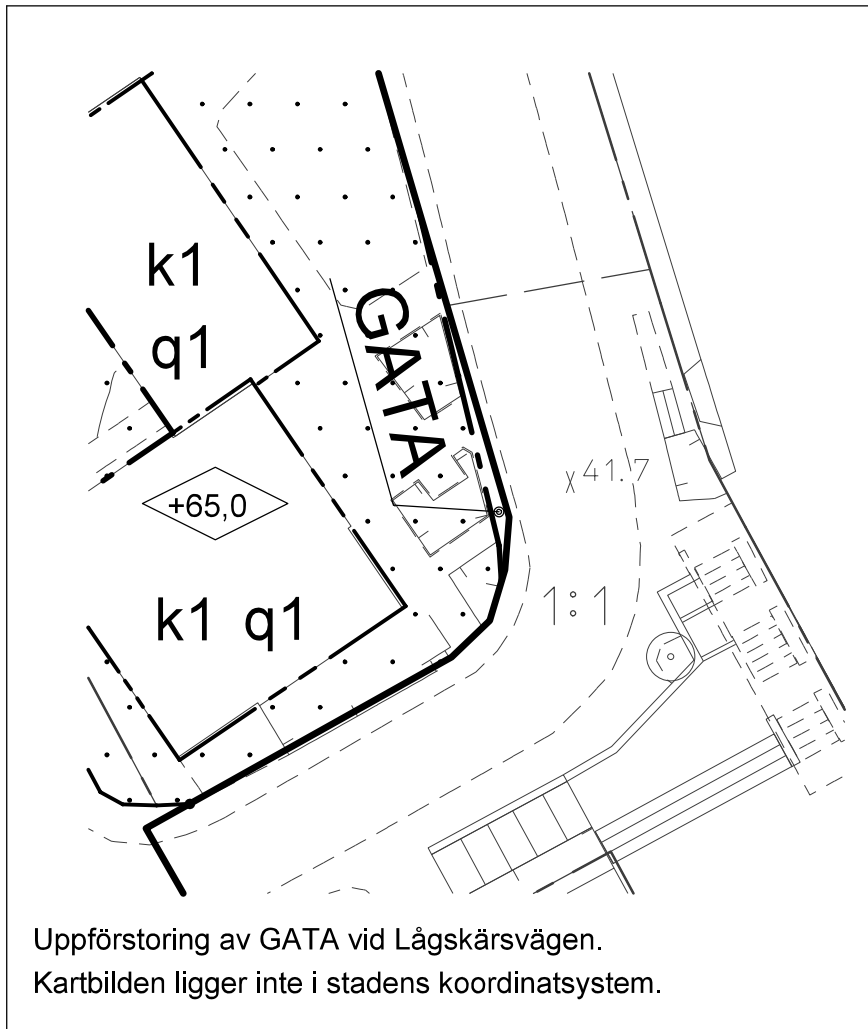 k1
q1
GATA
+65,0
x 41.7
k1 q1
1:1
Uppförstoring av GATA vid Lågskärsvägen.
Kartbilden ligger inte i stadens koordinatsystem.